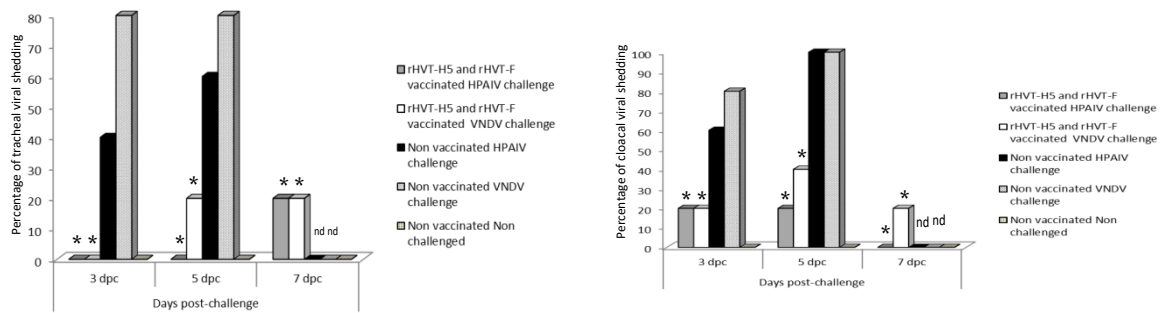 Percentage of tracheal viral shedding
80
70
60
50
40
30
20
10
0
* *
*
*
* *
nd nd
3 dpc
5 dpc
7 dpc
Days post-challenge
rHVT-H5 and rHVT-F
vaccinated HPAIV challenge
rHVT-H5 and rHVT-F
vaccinated VNDV challenge
Non vaccinated HPAIV
challenge
Non vaccinated VNDV
challenge
Non vaccinated Non
challenged
Percentage of cloacal viral shedding
100
90
80
70
60
50
40
30
20
10
0
* *
*
*
*
*
nd nd
3 dpc
5 dpc
7 dpc
Days post-challenge
rHVT-H5 and rHVT-F
vaccinated HPAIV challenge
rHVT-H5 and rHVT-F
vaccinated VNDV challenge
Non vaccinated HPAIV
challenge
Non vaccinated VNDV
challenge
Non vaccinated Non
challenged